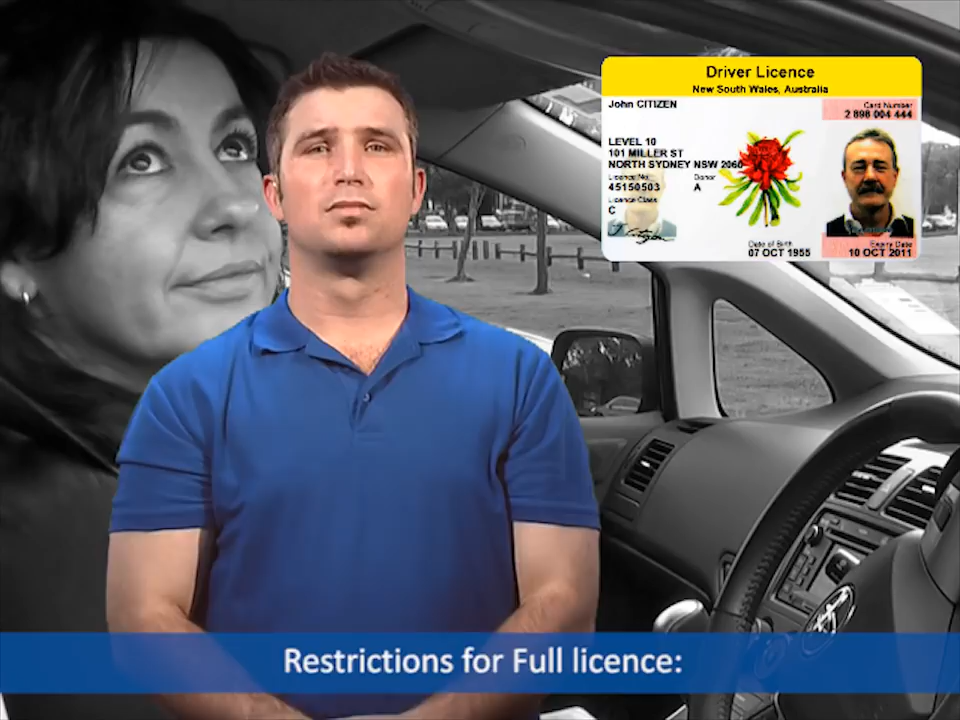 Driver Licence
New South Wales, Australia
John CITIZEN
Card Number
2 898 004 444
LEVEL 10
101 MILLER ST
NORTH SYDNEY NSW 2060
Licence No.
Donor
45150503
A
Licence Class
C
Date of Birth
07 OCT 1955
Expiry Date
10 OCT 2011
Restrictions for Full licence: